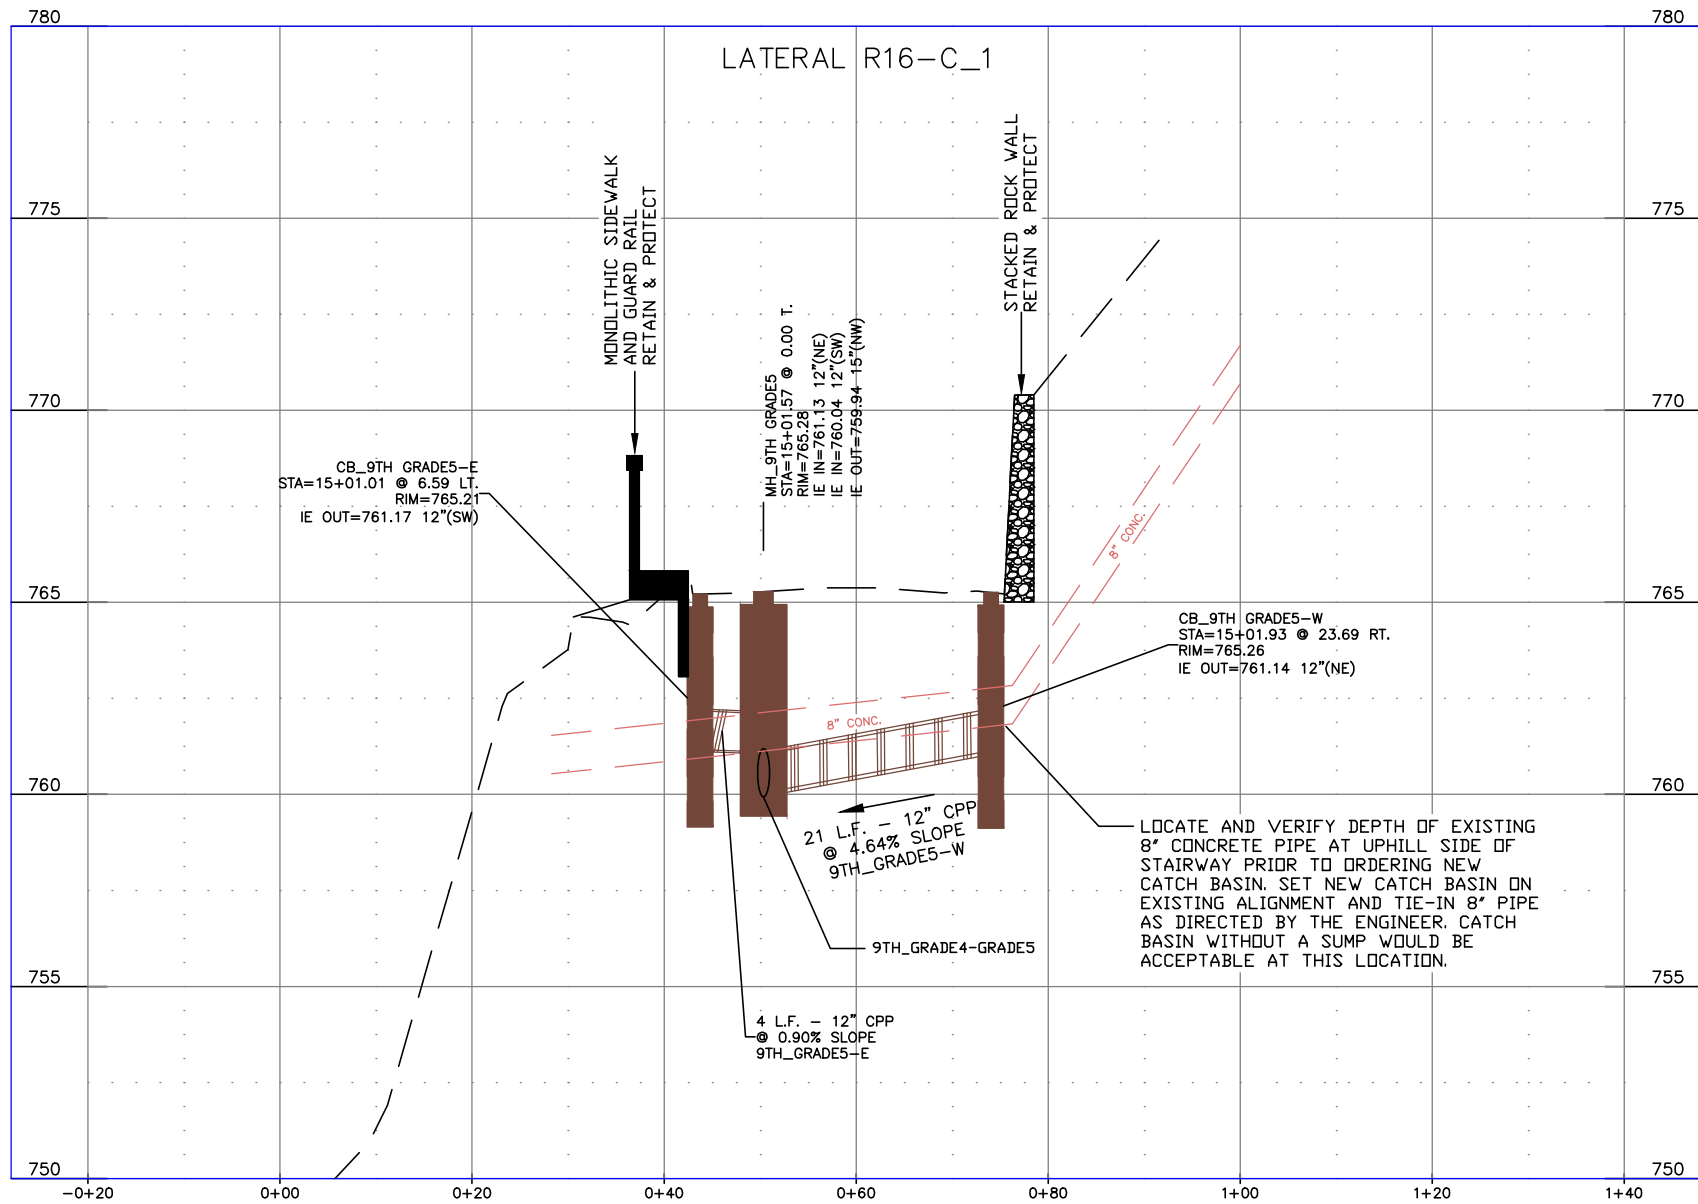 780
780
LATERAL R16-C_1
775
775
MONOLITHIC SIDEWALK
AND GUARD RAIL
RETAIN & PROTECT
STACKED ROCK WALL
RETAIN & PROTECT
MH_9TH GRADE5
STA=15+01.57 @ 0.00 T.
RIM=765.28
IE IN=761.13 12"(NE)
IE IN=760.04 12"(SW)
IE OUT=759.94 15"(NW)
770
770
CB_9TH GRADE5-E
STA=15+01.01 @ 6.59 LT.
RIM=765.21
IE OUT=761.17 12"(SW)
8" CONC.
765
765
CB_9TH GRADE5-W
STA=15+01.93 @ 23.69 RT.
RIM=765.26
IE OUT=761.14 12"(NE)
8" CONC.
760
760
21 L.F. - 12" CPP
@ 4.64% SLOPE
9TH_GRADE5-W
LOCATE AND VERIFY DEPTH OF EXISTING
8" CONCRETE PIPE AT UPHILL SIDE OF
STAIRWAY PRIOR TO ORDERING NEW
CATCH BASIN. SET NEW CATCH BASIN ON
EXISTING ALIGNMENT AND TIE-IN 8" PIPE
AS DIRECTED BY THE ENGINEER. CATCH
BASIN WITHOUT A SUMP WOULD BE
ACCEPTABLE AT THIS LOCATION.
9TH_GRADE4-GRADE5
755
755
4 L.F. - 12" CPP
@ 0.90% SLOPE
9TH_GRADE5-E
750
750
-0+20
0+00
0+20
0+40
0+60
0+80
1+00
1+20
1+40